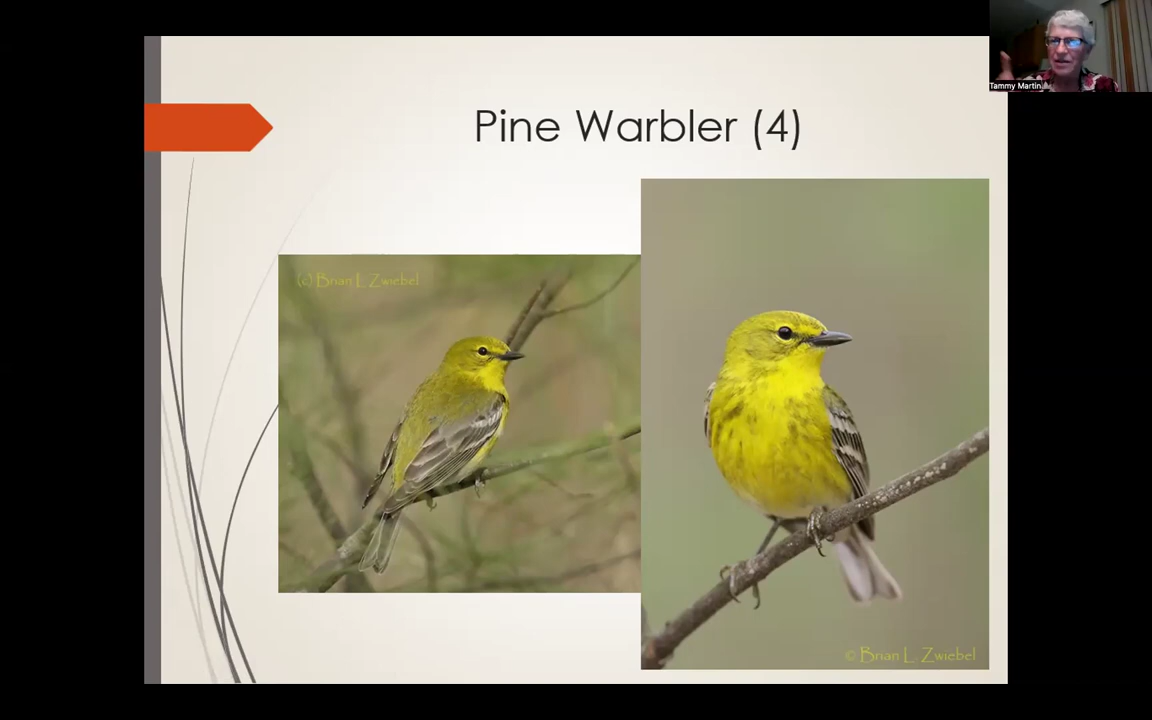 Tammy Martin
Pine Warbler (4)
(c) Brian L Zwiebel
© Brian L. Zwiebel